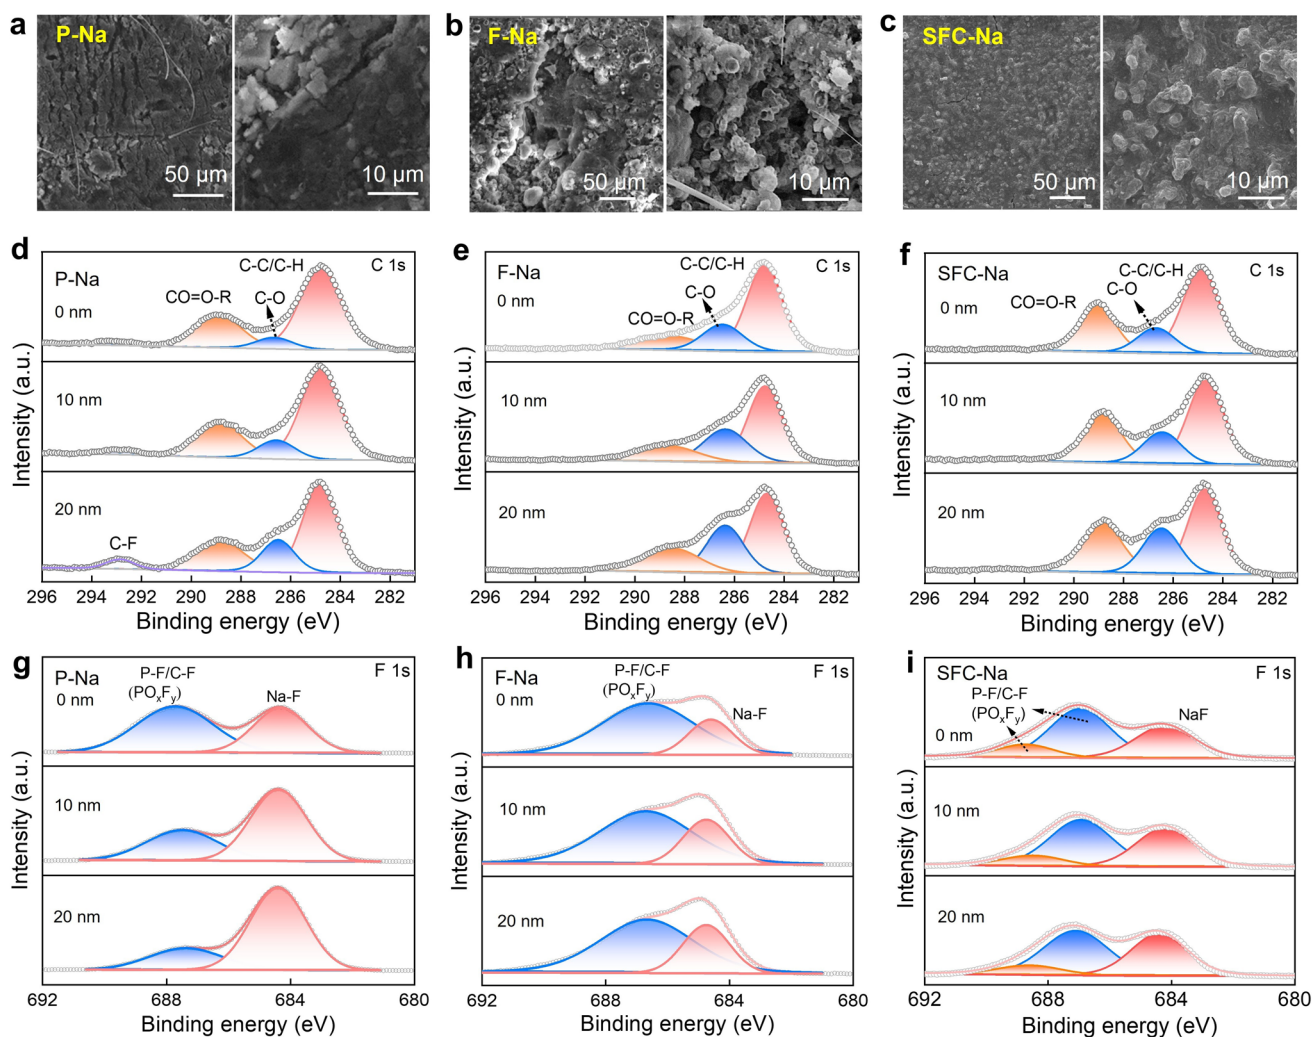 a
P-Na
50 μm
10 μm
b
F-Na
50 μm
10 μm
c
SFC-Na
50 μm
10 μm
d
P-Na
C 1s
0 nm
CO=O-R
C-C/C-H
C-O
10 nm
20 nm
C-F
Intensity (a.u.)
296 294 292 290 288 286 284 282
Binding energy (eV)
e
F-Na
C 1s
0 nm
C-C/C-H
C-O
CO=O-R
10 nm
20 nm
Intensity (a.u.)
296 294 292 290 288 286 284 282
Binding energy (eV)
f
SFC-Na
C 1s
0 nm
C-C/C-H
C-O
CO=O-R
10 nm
20 nm
Intensity (a.u.)
296 294 292 290 288 286 284 282
Binding energy (eV)
g
P-Na
F 1s
0 nm
P-F/C-F
(POxFy)
Na-F
10 nm
20 nm
Intensity (a.u.)
692 688 684 680
Binding energy (eV)
h
F-Na
F 1s
0 nm
P-F/C-F
(POxFy)
Na-F
10 nm
20 nm
Intensity (a.u.)
692 688 684 680
Binding energy (eV)
i
SFC-Na
F 1s
P-F/C-F
(POxFy)
0 nm
NaF
10 nm
20 nm
Intensity (a.u.)
692 688 684 680
Binding energy (eV)